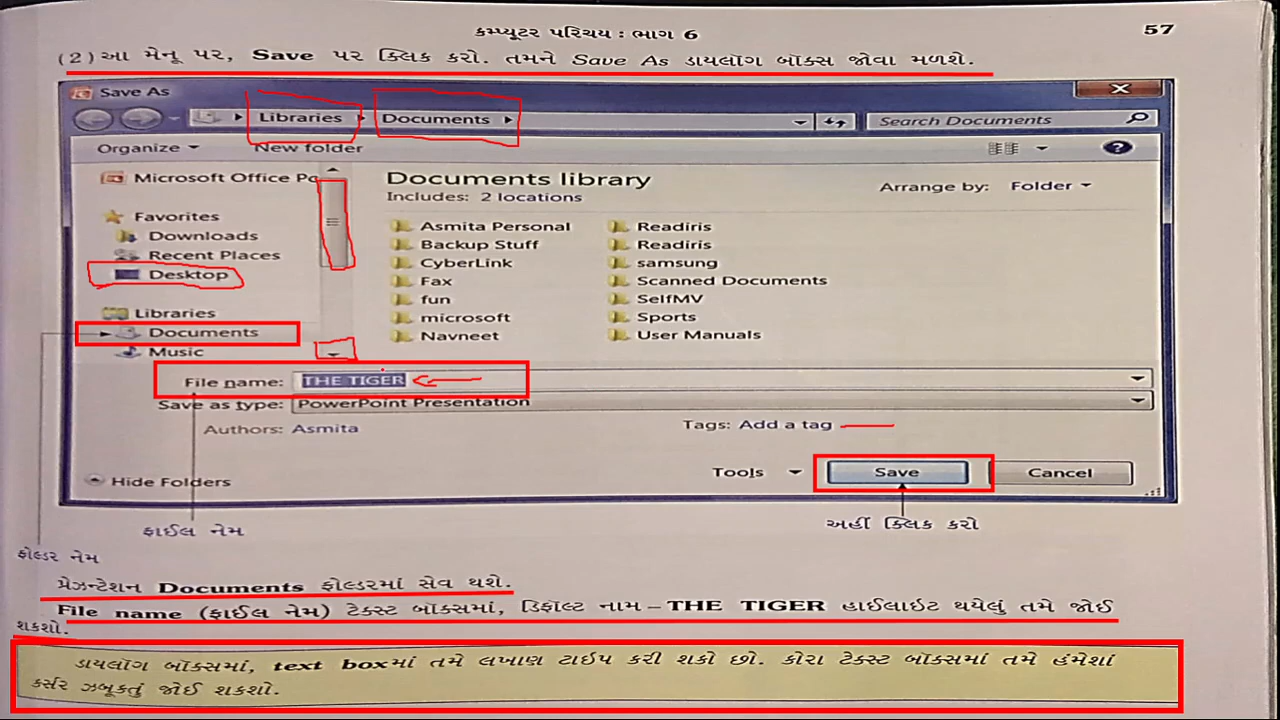 કમ્પ્યૂટર પરિચય : ભાગ 6
57
(2) આ મેનૂ પર, Save પર ક્લિક કરો. તમને Save As ડાયલૉગ બૉક્સ જોવા મળશે.
Save As
Libraries
Documents
Search Documents
Organize
New folder
Microsoft Office Po
Favorites
Downloads
Recent Places
Desktop
Libraries
Documents
Music
Documents library
Includes: 2 locations
Arrange by: Folder
Asmita Personal
Backup Stuff
CyberLink
Fax
fun
microsoft
Navneet
Readiris
Readiris
samsung
Scanned Documents
SelfMV
Sports
User Manuals
File name: THE TIGER
Save as type: PowerPoint Presentation
Authors: Asmita
Tags: Add a tag
Hide Folders
Tools
Save
Cancel
ફાઈલ નેમ
અહીં ક્લિક કરો
ફોલ્ડર નેમ
પ્રેઝન્ટેશન Documents ફોલ્ડરમાં સેવ થશે.
File name (ફાઈલ નેમ) ટેક્સ્ટ બૉક્સમાં, ડિફૉલ્ટ નામ – THE TIGER હાઈલાઈટ થયેલું તમે જોઈ
શકશો.
ડાયલૉગ બૉક્સમાં, text boxમાં તમે લખાણ ટાઈપ કરી શકો છો. કોરા ટેક્સ્ટ બૉક્સમાં તમે હંમેશાં
કર્સર ઝબૂકતું જોઈ શકશો.